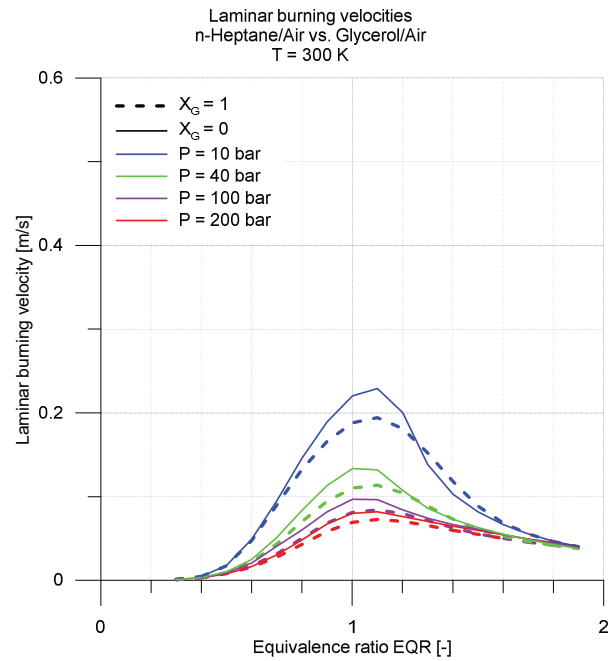 Laminar burning velocities
n-Heptane/Air vs. Glycerol/Air
T = 300 K
0.6
X_G = 1
X_G = 0
P = 10 bar
P = 40 bar
P = 100 bar
P = 200 bar
Laminar burning velocity [m/s]
0.4
0.2
0
0
1
2
Equivalence ratio EQR [-]